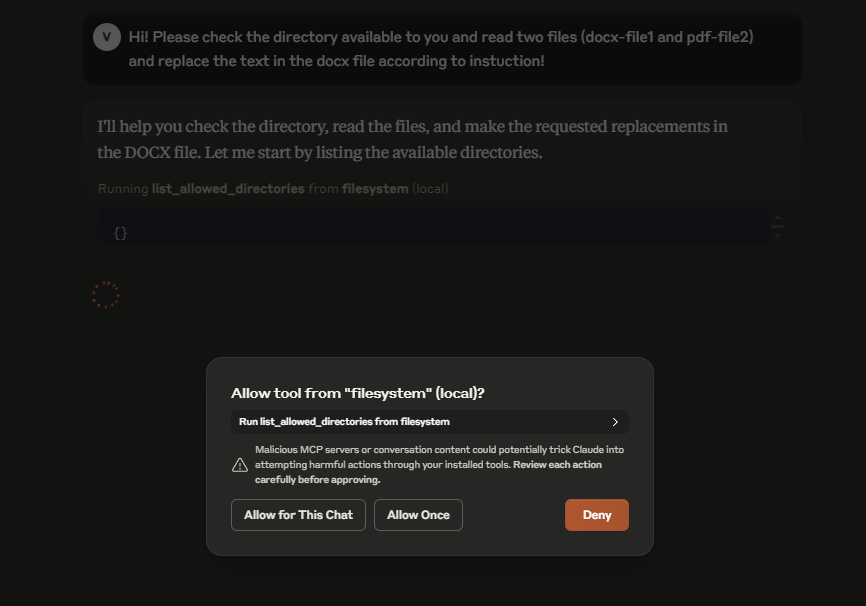 V
Hi! Please check the directory available to you and read two files (docx-file1 and pdf-file2)
and replace the text in the docx file according to instuction!
I'll help you check the directory, read the files, and make the requested replacements in
the DOCX file. Let me start by listing the available directories.
Running list_allowed_directories from filesystem (local)
{}
Allow tool from "filesystem" (local)?
Run list_allowed_directories from filesystem
Malicious MCP servers or conversation content could potentially trick Claude into
attempting harmful actions through your installed tools. Review each action
carefully before approving.
Allow for This Chat
Allow Once
Deny